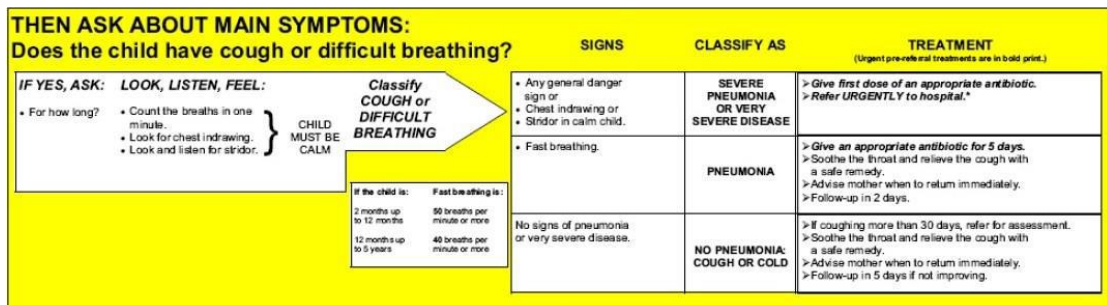 THEN ASK ABOUT MAIN SYMPTOMS:
Does the child have cough or difficult breathing?
IF YES, ASK:
• For how long?
LOOK, LISTEN, FEEL:
• Count the breaths in one
minute.
• Look for chest indrawing.
• Look and listen for stridor.
CHILD
MUST BE
CALM
Classify
COUGH or
DIFFICULT
BREATHING
If the child is: Fast breathing is:
2 months up 50 breaths per
to 12 months minute or more
12 months up 40 breaths per
to 5 years minute or more
SIGNS CLASSIFY AS TREATMENT
(Urgent pre-referral treatments are in bold print.)
• Any general danger
sign or
• Chest indrawing or
• Stridor in calm child.
SEVERE
PNEUMONIA
OR VERY
SEVERE DISEASE
➢Give first dose of an appropriate antibiotic.
➢Refer URGENTLY to hospital.*
• Fast breathing.
PNEUMONIA
➢Give an appropriate antibiotic for 5 days.
➢Soothe the throat and relieve the cough with
a safe remedy.
➢Advise mother when to return immediately.
➢Follow-up in 2 days.
No signs of pneumonia
or very severe disease.
NO PNEUMONIA:
COUGH OR COLD
➢If coughing more than 30 days, refer for assessment.
➢Soothe the throat and relieve the cough with
a safe remedy.
➢Advise mother when to return immediately.
➢Follow-up in 5 days if not improving.